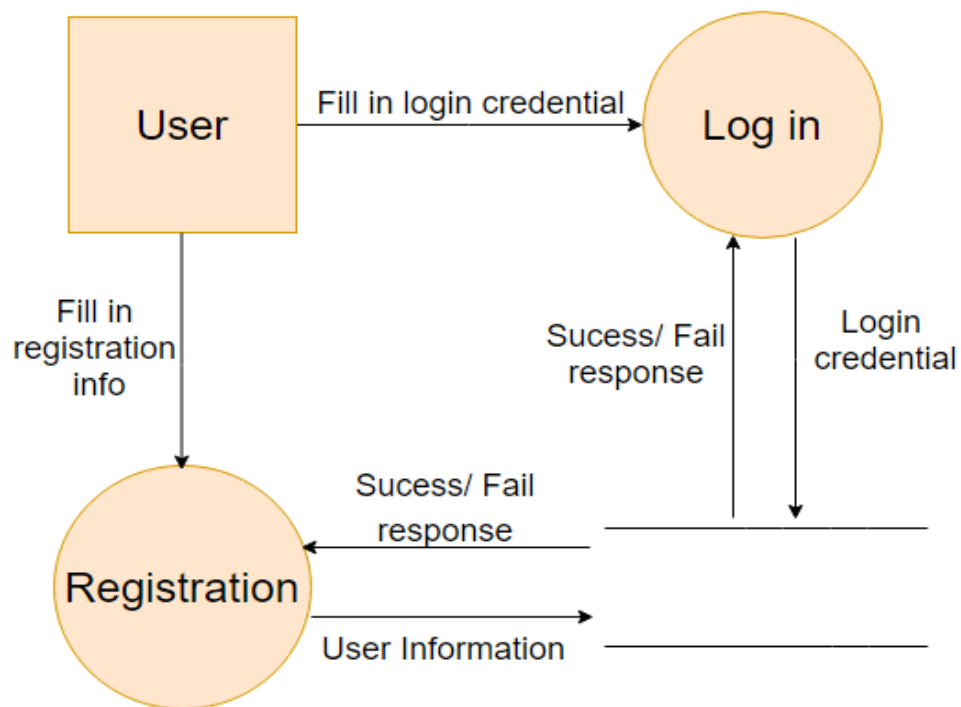 User
Fill in login credential
Log in
Fill in
registration
info
Sucess/ Fail
response
Login
credential
Sucess/ Fail
response
Registration
User Information